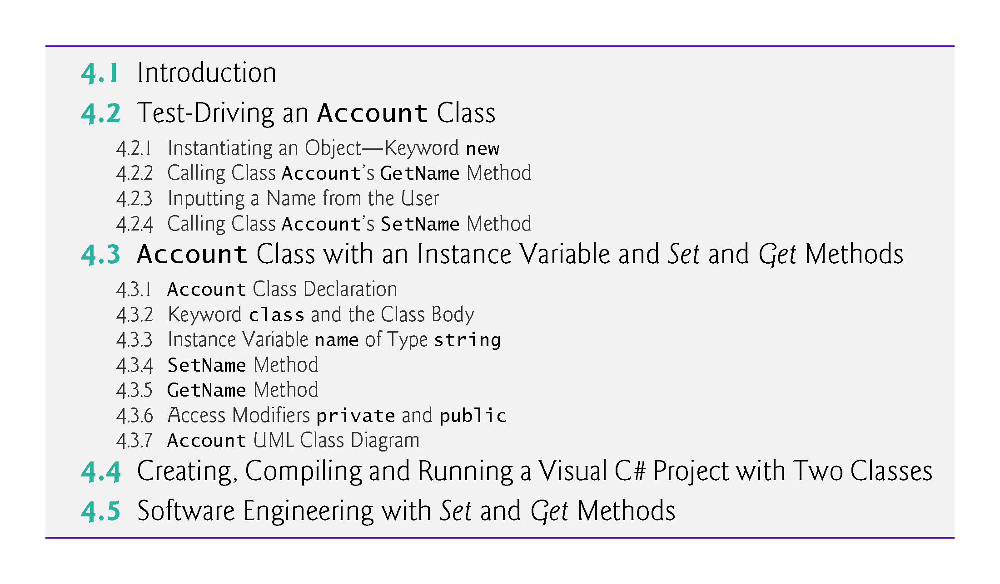 4.1 Introduction
4.2 Test-Driving an Account Class
4.2.1 Instantiating an Object—Keyword new
4.2.2 Calling Class Account’s GetName Method
4.2.3 Inputting a Name from the User
4.2.4 Calling Class Account’s SetName Method
4.3 Account Class with an Instance Variable and Set and Get Methods
4.3.1 Account Class Declaration
4.3.2 Keyword class and the Class Body
4.3.3 Instance Variable name of Type string
4.3.4 SetName Method
4.3.5 GetName Method
4.3.6 Access Modifiers private and public
4.3.7 Account UML Class Diagram
4.4 Creating, Compiling and Running a Visual C# Project with Two Classes
4.5 Software Engineering with Set and Get Methods